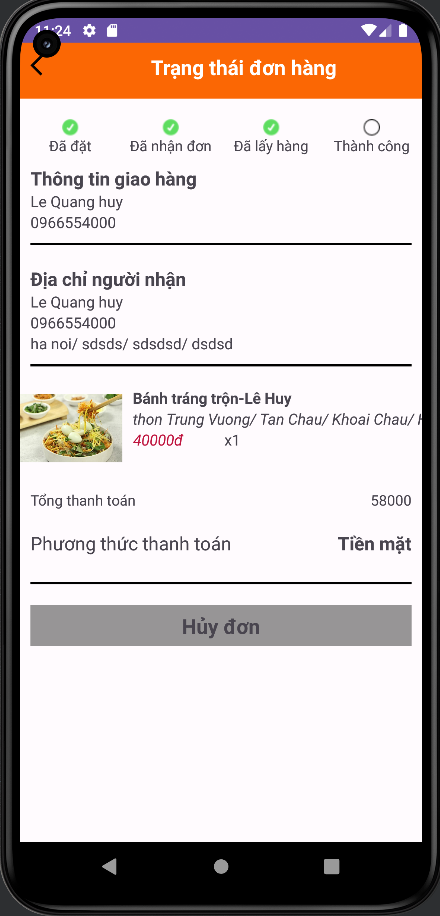 11:24
Trạng thái đơn hàng
Đã đặt Đã nhận đơn Đã lấy hàng Thành công
Thông tin giao hàng
Le Quang huy
0966554000
Địa chỉ người nhận
Le Quang huy
0966554000
ha noi/ sdsds/ sdsdsd/ dsdsd
Bánh tráng trộn-Lê Huy
thon Trung Vuong/ Tan Chau/ Khoai Chau/
40000đ x1
Tổng thanh toán 58000
Phương thức thanh toán Tiền mặt
Hủy đơn